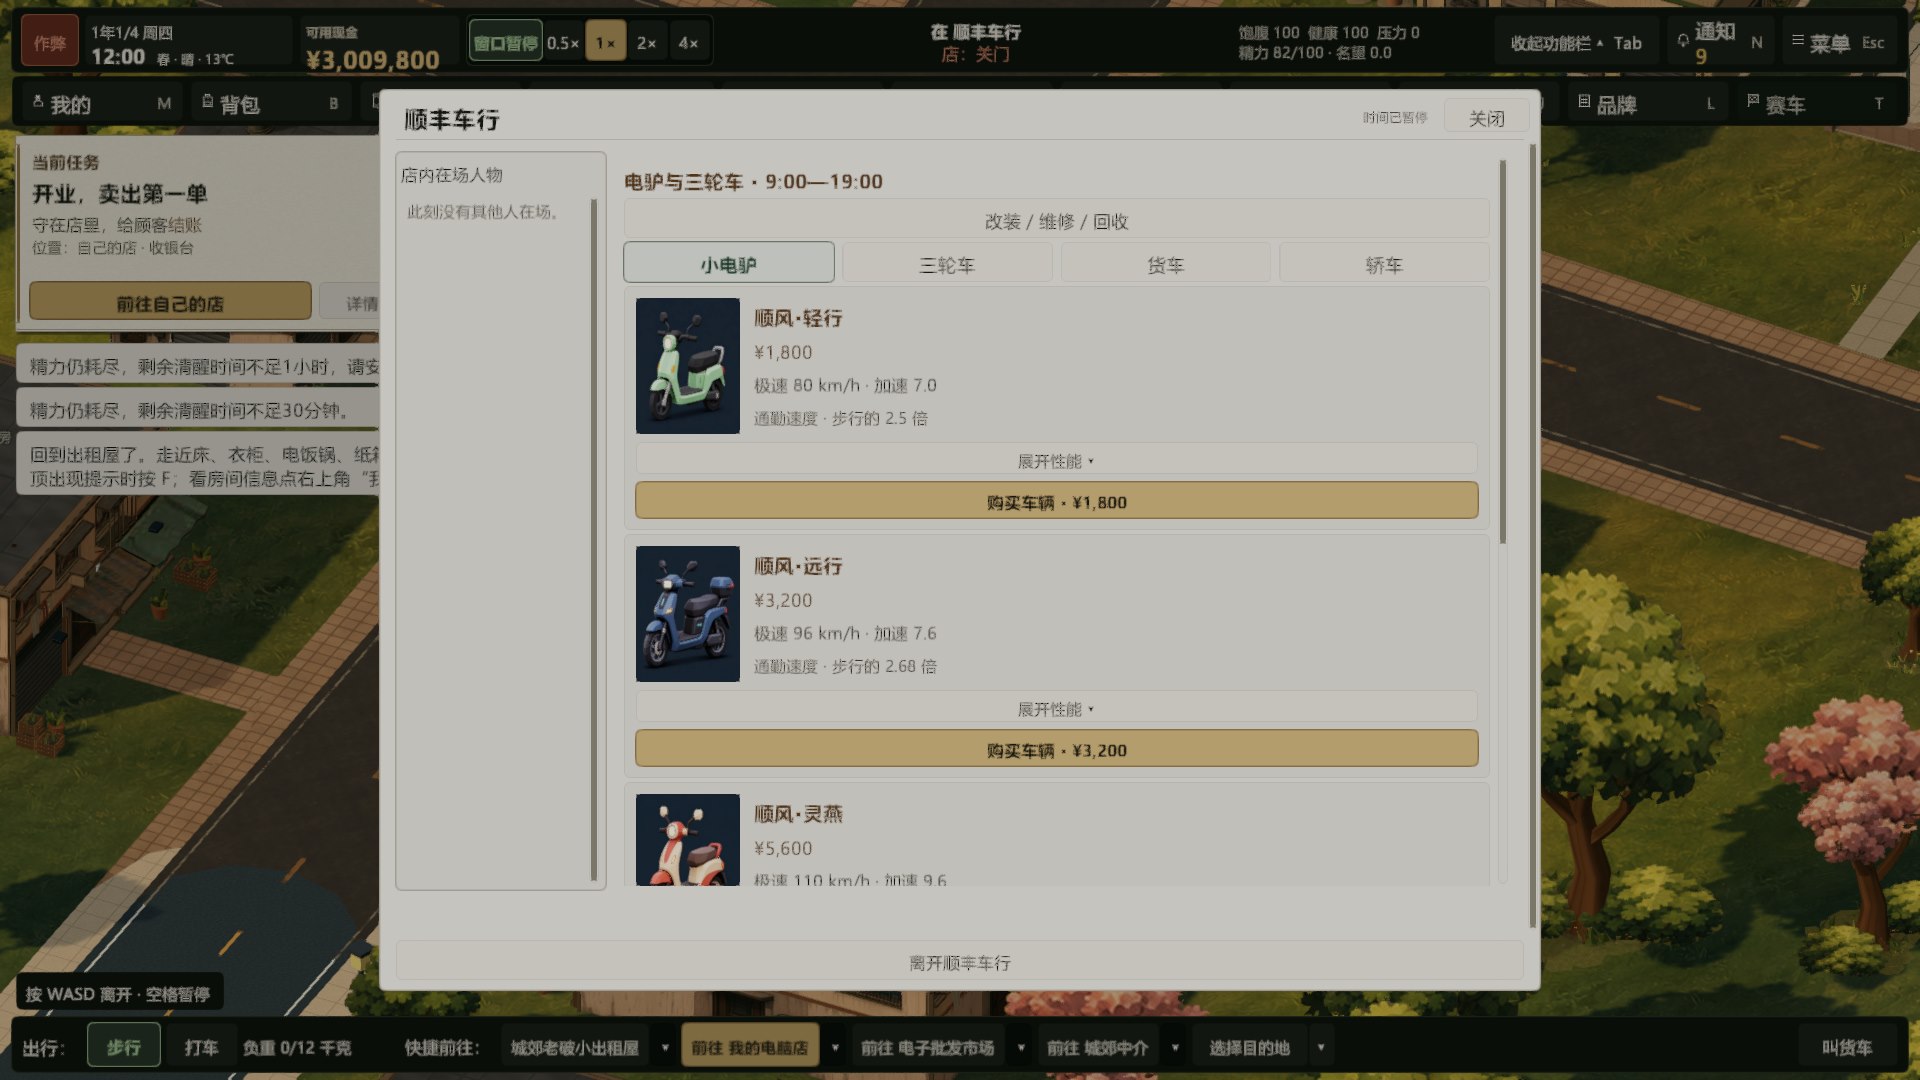 作弊
1年1/4 周四
12:00 春·晴·13℃
可用现金
¥3,009,800
窗口暂停 0.5× 1× 2× 4×
在 顺丰车行
店：关门
饱腹 100 健康 100 压力 0
精力 82/100 · 名望 0.0
收起功能栏 Tab
通知 N
9
菜单 Esc
我的 M
背包 B
品牌 L
赛车 T
当前任务
开业，卖出第一单
守在店里，给顾客结账
位置：自己的店 · 收银台
前往自己的店
详情
精力仍耗尽，剩余清醒时间不足1小时，请安
精力仍耗尽，剩余清醒时间不足30分钟。
回到出租屋了。走近床、衣柜、电饭锅、纸箱
顶出现提示时按 F；看房间信息点右上角“我
顺丰车行
时间已暂停
关闭
店内在场人物
此刻没有其他人在场。
电驴与三轮车 · 9:00—19:00
改装 / 维修 / 回收
小电驴
三轮车
货车
轿车
顺风·轻行
¥1,800
极速 80 km/h · 加速 7.0
通勤速度 · 步行的 2.5 倍
展开性能
购买车辆 · ¥1,800
顺风·远行
¥3,200
极速 96 km/h · 加速 7.6
通勤速度 · 步行的 2.68 倍
展开性能
购买车辆 · ¥3,200
顺风·灵燕
¥5,600
极速 110 km/h · 加速 9.6
离开顺丰车行
按 WASD 离开 · 空格暂停
出行：
步行
打车
负重 0/12 千克
快捷前往：
城郊老破小出租屋
前往 我的电脑店
前往 电子批发市场
前往 城郊中介
选择目的地
叫货车